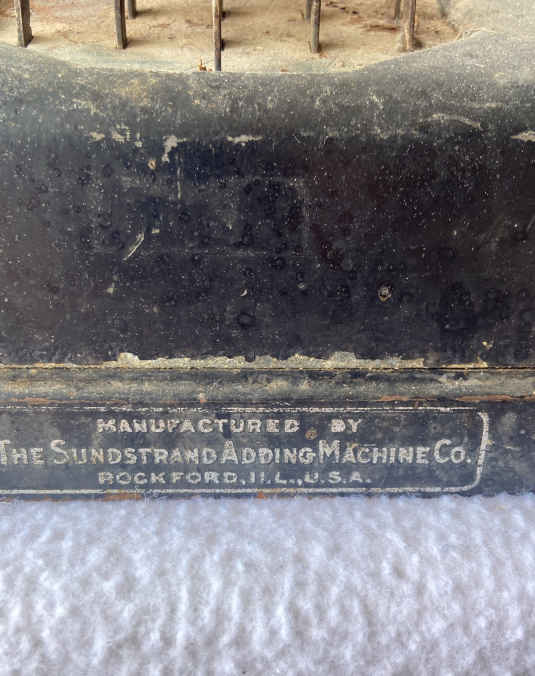 MANUFACTURED BY
THE SUNDSTRAND ADDING MACHINE CO.
ROCKFORD, ILL., U.S.A.